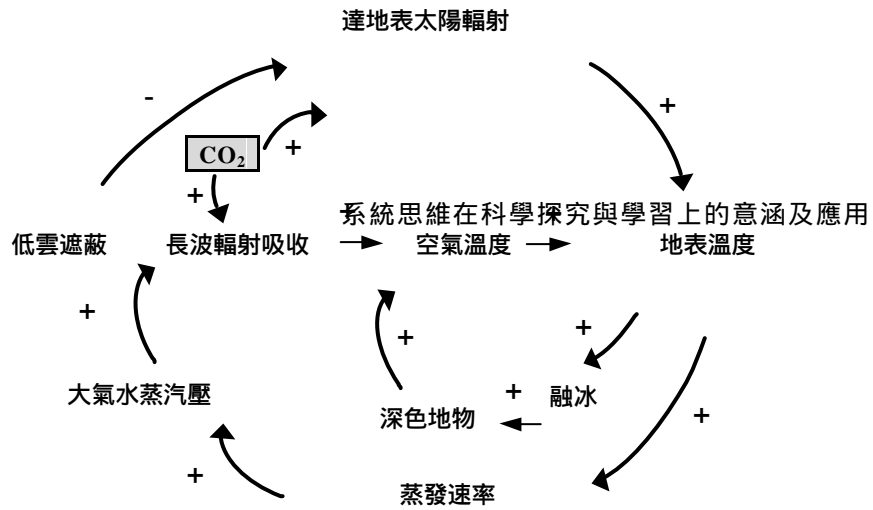 達地表太陽輻射
-
+
CO₂
+
+
+ 系統思維在科學探究與學習上的意涵及應用
+
低雲遮蔽 長波輻射吸收 空氣溫度 地表溫度
+
+
+
大氣水蒸汽壓
+
融冰
深色地物
+
+
蒸發速率